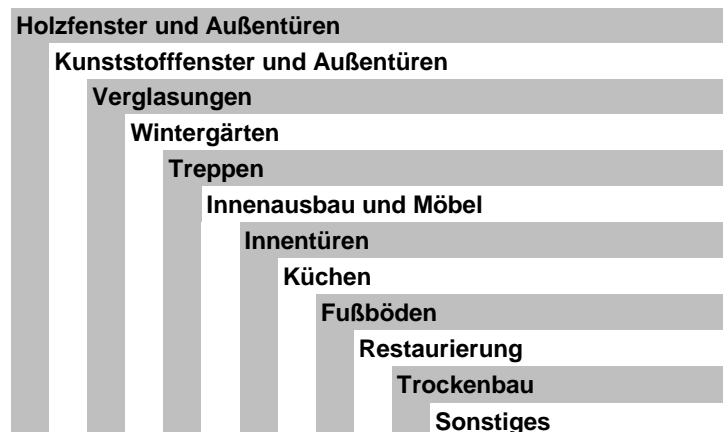 Holzfenster und Außentüren
Kunststofffenster und Außentüren
Verglasungen
Wintergärten
Treppen
Innenausbau und Möbel
Innentüren
Küchen
Fußböden
Restaurierung
Trockenbau
Sonstiges